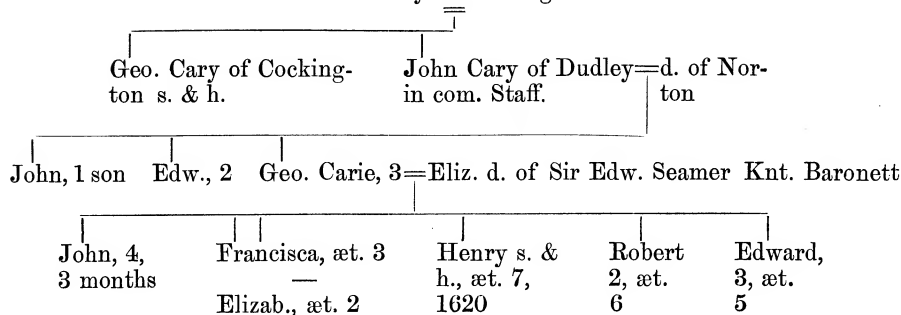 Geo. Cary of Cocking-
ton s. & h.
John Cary of Dudley=d. of Nor-
in com. Staff.
ton
John, 1 son Edw., 2 Geo. Carie, 3=Eliz. d. of Sir Edw. Seamer Knt. Baronett
John, 4,
3 months
Francisca, æt. 3
—
Elizab., æt. 2
Henry s. &
h., æt. 7,
1620
Robert
2, æt.
6
Edward,
3, æt.
5